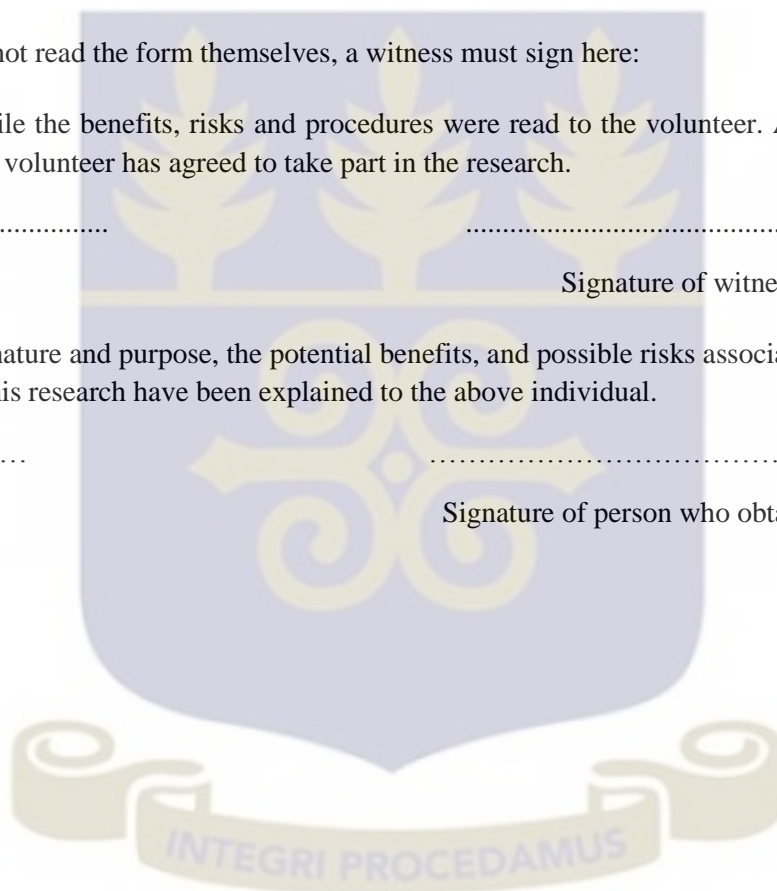 not read the form themselves, a witness must sign here:
ile the benefits, risks and procedures were read to the volunteer.
volunteer has agreed to take part in the research.
............... ......................................
Signature of witne
nature and purpose, the potential benefits, and possible risks associa
his research have been explained to the above individual.
… ……………………………………
Signature of person who obta
INTEGRI PROCEDAMUS